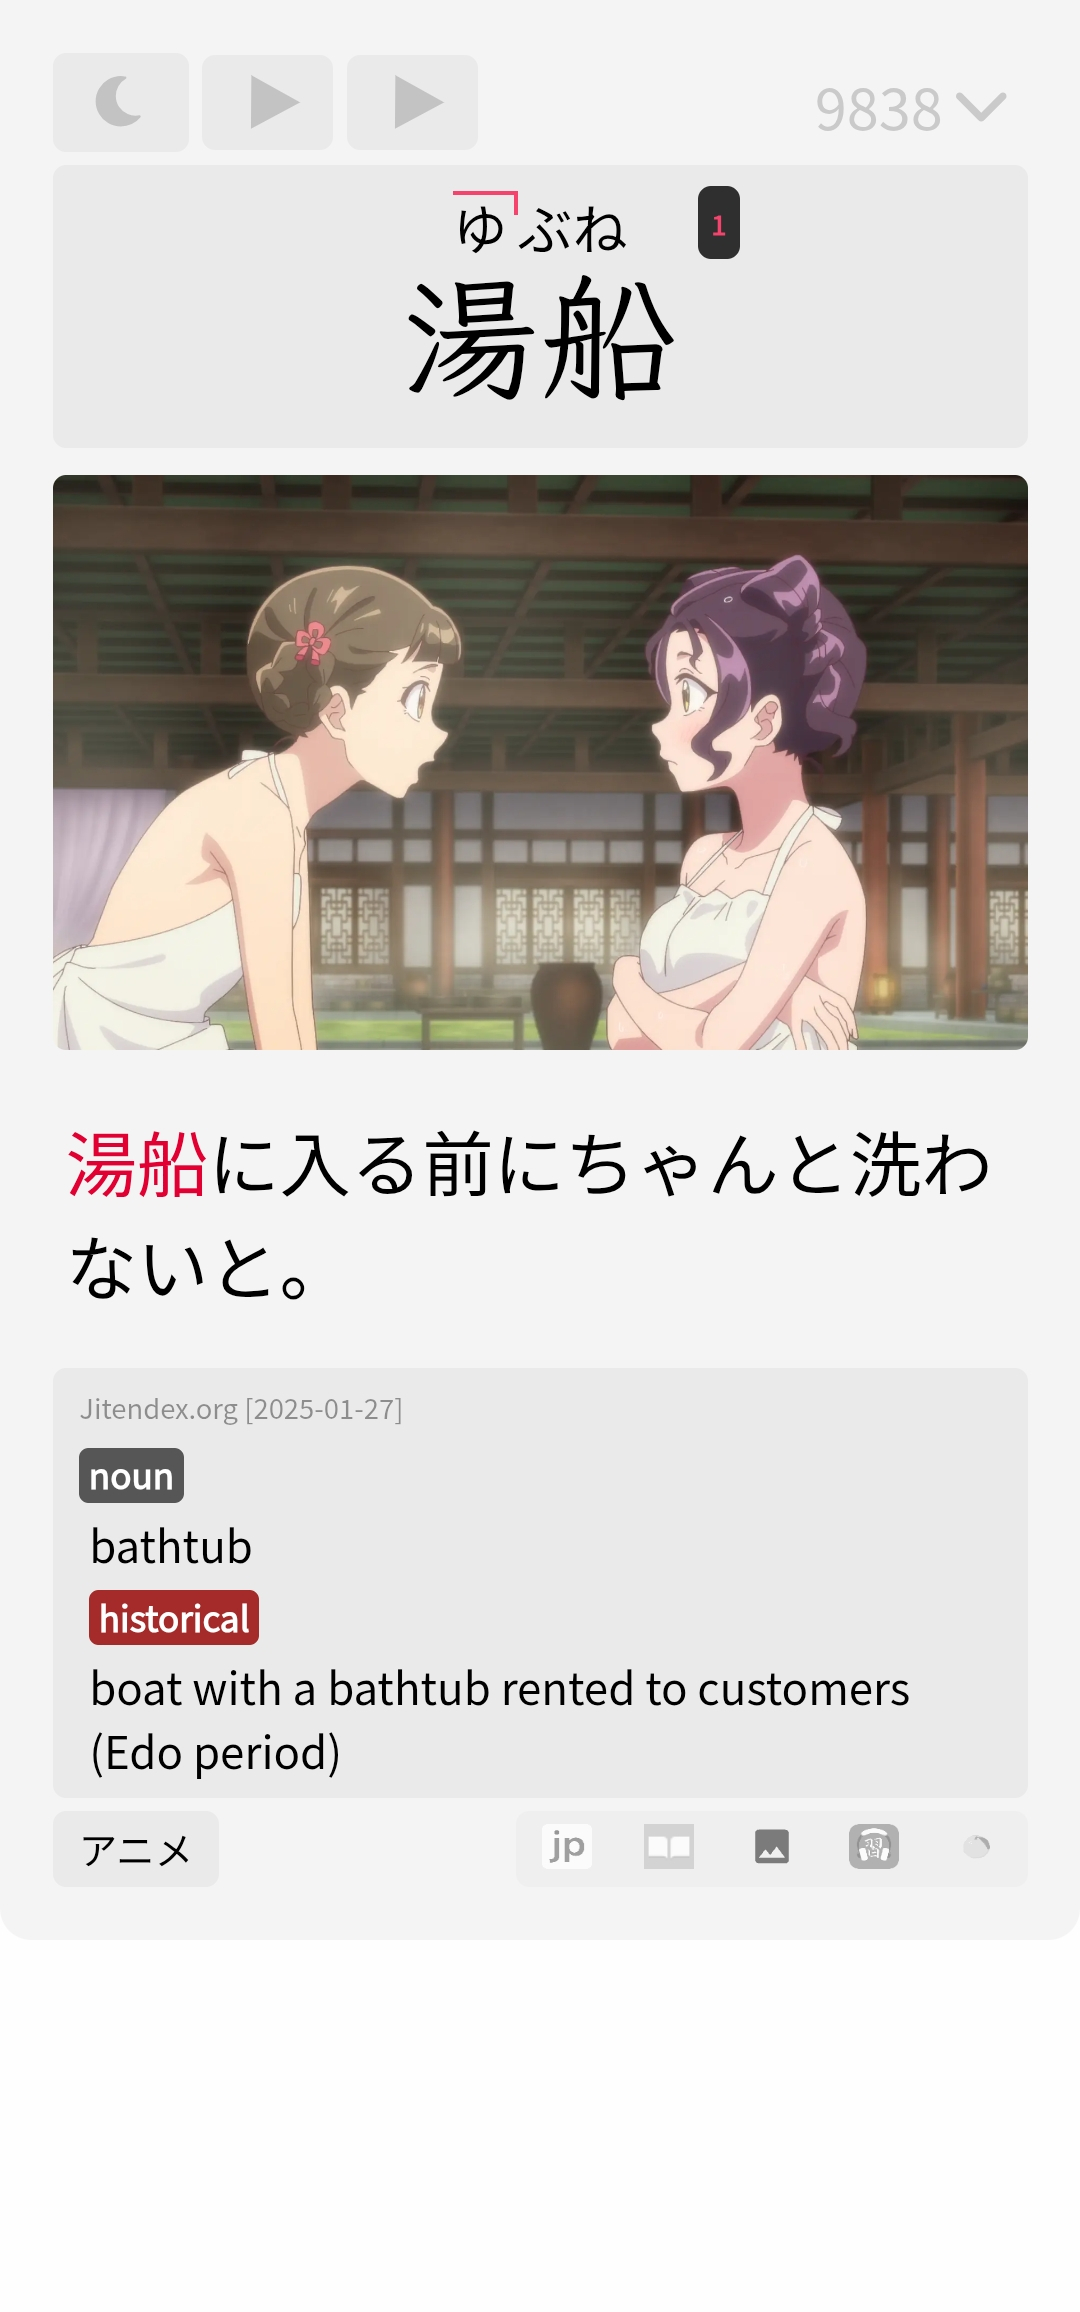 9838
ゆぶね
1
湯船
湯船に入る前にちゃんと洗わ
ないと。
Jitendex.org [2025-01-27]
noun
bathtub
historical
boat with a bathtub rented to customers
(Edo period)
アニメ
jp